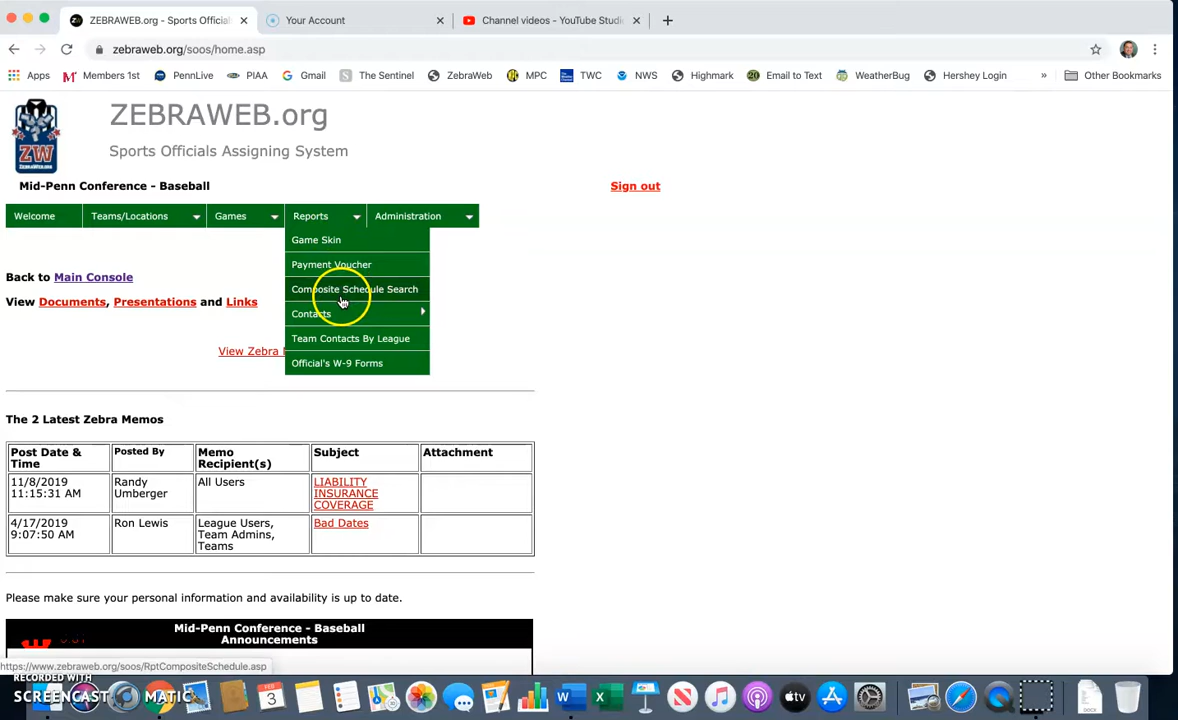 ZEBRAWEB.org - Sports Officials
Your Account
Channel videos - YouTube Studio
zebraweb.org/soos/home.asp
Apps
Members 1st
PennLive
PIAA
Gmail
The Sentinel
ZebraWeb
MPC
TWC
NWS
Highmark
Email to Text
WeatherBug
Hershey Login
»
Other Bookmarks
ZW
ZEBRAWEB.org
Sports Officials Assigning System
Mid-Penn Conference - Baseball
Sign out
Welcome
Teams/Locations
Games
Reports
Administration
Game Skin
Payment Voucher
Composite Schedule Search
Contacts
Team Contacts By League
Official's W-9 Forms
Back to Main Console
View Documents, Presentations and Links
View Zebra
The 2 Latest Zebra Memos
Post Date & Time
Posted By
Memo Recipient(s)
Subject
Attachment
11/8/2019 11:15:31 AM
Randy Umberger
All Users
LIABILITY INSURANCE COVERAGE
4/17/2019 9:07:50 AM
Ron Lewis
League Users, Team Admins, Teams
Bad Dates
Please make sure your personal information and availability is up to date.
Mid-Penn Conference - Baseball
Announcements
https://www.zebraweb.org/soos/RptCompositeSchedule.asp
RECORDED WITH
SCREENCAST MATIC
FEB
3
tv